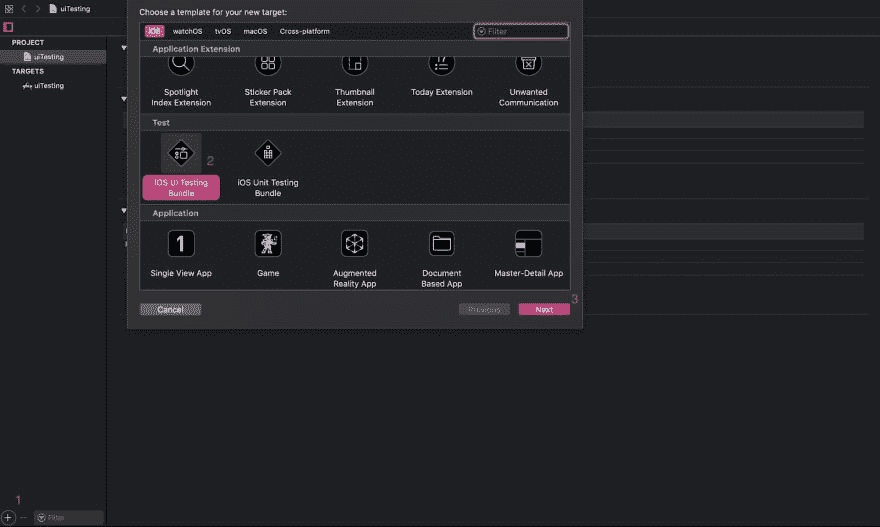 uiTesting
PROJECT
uiTesting
TARGETS
uiTesting
Choose a template for your new target:
iOS watchOS tvOS macOS Cross-platform
Filter
Application Extension
Spotlight
Index Extension
Sticker Pack
Extension
Thumbnail
Extension
Today Extension
Unwanted
Communication
Test
2
iOS UI Testing
Bundle
iOS Unit Testing
Bundle
Application
1
Single View App
Game
Augmented
Reality App
Document
Based App
Master-Detail App
Cancel
Previous
Next
3
1
Filter